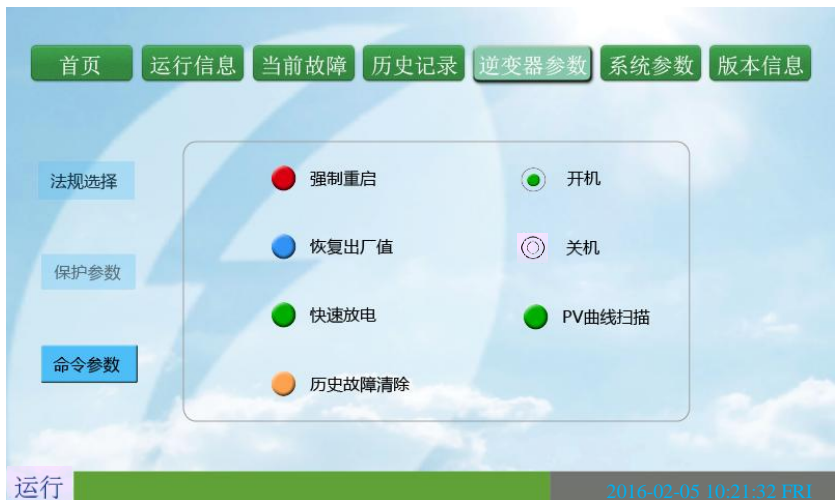 首页 运行信息 当前故障 历史记录 逆变器参数 系统参数 版本信息
法规选择
保护参数
命令参数
强制重启 开机
恢复出厂值 关机
快速放电 PV曲线扫描
历史故障清除
运行 2016-02-05 10:21:32 FRI